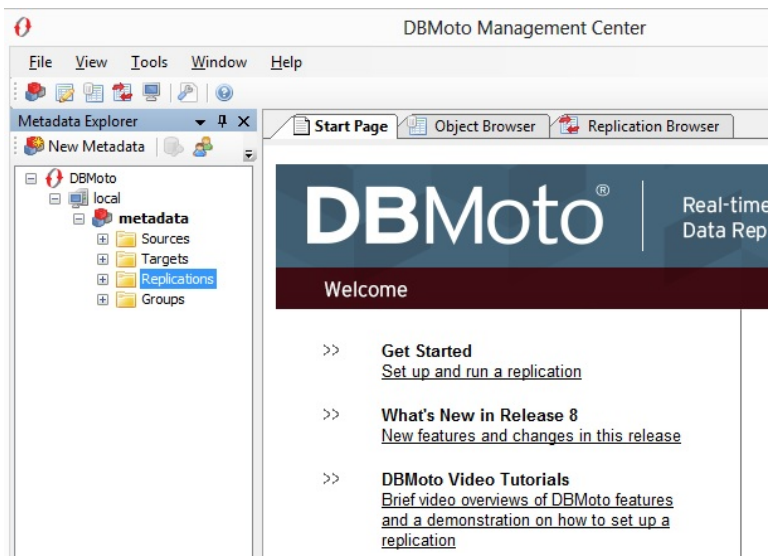 DBMoto Management Center
File View Tools Window Help
Metadata Explorer
New Metadata
DBMoto
local
metadata
Sources
Targets
Replications
Groups
Start Page Object Browser Replication Browser
DBMoto®
Real-time
Data Rep
Welcome
>> Get Started
Set up and run a replication
>> What's New in Release 8
New features and changes in this release
>> DBMoto Video Tutorials
Brief video overviews of DBMoto features
and a demonstration on how to set up a
replication